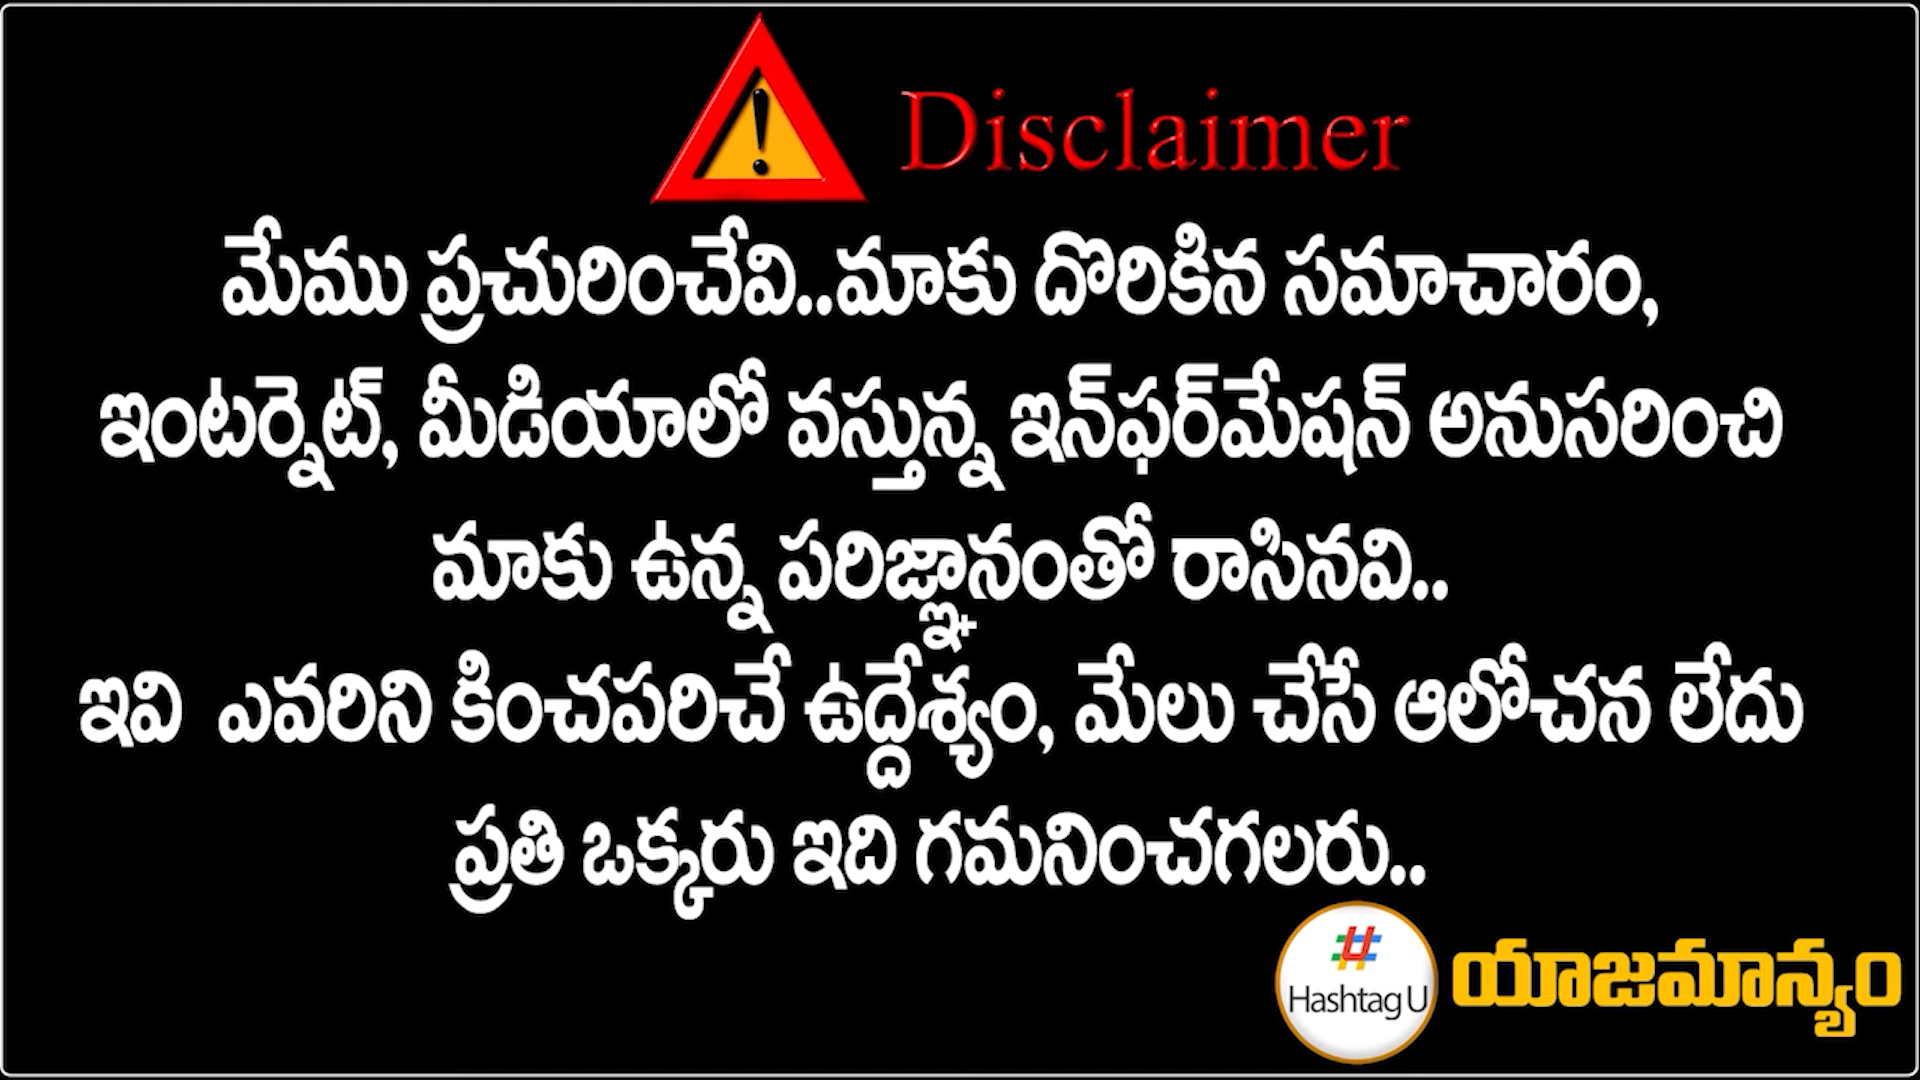 Disclaimer
మేము ప్రచురించేవి..మాకు దొరికిన సమాచారం,
ఇంటర్నెట్, మీడియాలో వస్తున్న ఇన్‌ఫర్‌మేషన్ అనుసరించి
మాకు ఉన్న పరిజ్ఞానంతో రాసినవి..
ఇవి ఎవరిని కించపరిచే ఉద్దేశ్యం, మేలు చేసే ఆలోచన లేదు
ప్రతి ఒక్కరు ఇది గమనించగలరు..
#
Hashtag U
యాజమాన్యం